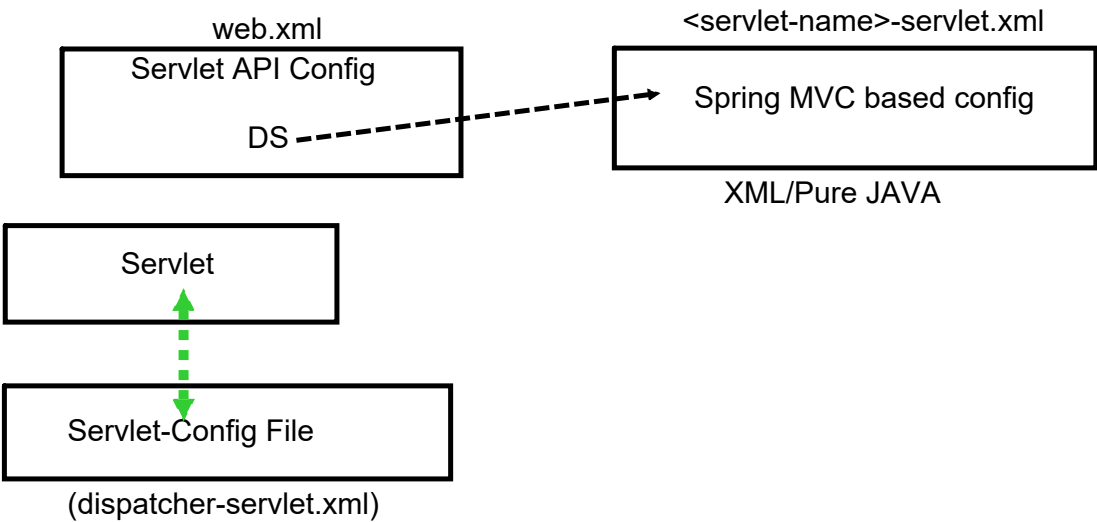 web.xml
Servlet API Config
DS
<servlet-name>-servlet.xml
Spring MVC based config
XML/Pure JAVA
Servlet
Servlet-Config File
(dispatcher-servlet.xml)